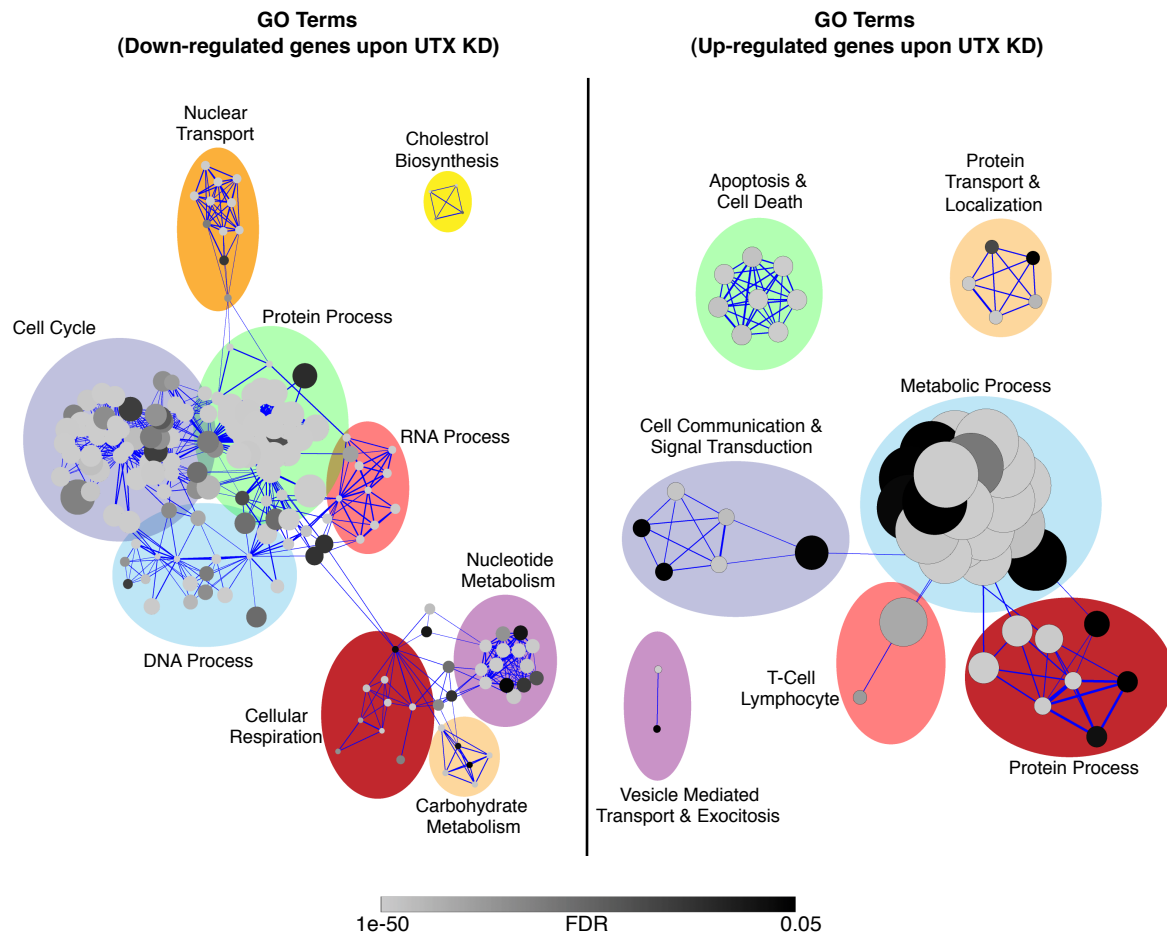 GO Terms
(Down-regulated genes upon UTX KD)
Nuclear
Transport
Cholestrol
Biosynthesis
Cell Cycle
Protein Process
RNA Process
DNA Process
Nucleotide
Metabolism
Cellular
Respiration
Carbohydrate
Metabolism
GO Terms
(Up-regulated genes upon UTX KD)
Apoptosis &
Cell Death
Protein
Transport &
Localization
Metabolic Process
Cell Communication &
Signal Transduction
T-Cell
Lymphocyte
Protein Process
Vesicle Mediated
Transport & Exocitosis
1e-50
FDR
0.05